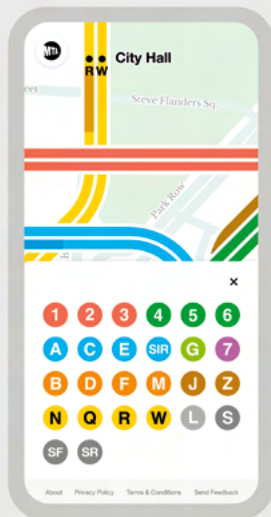 MTA
City Hall
R W
Steve Flanders Sq.
Park Row
×
1 2 3 4 5 6
A C E SIR G 7
B D F M J Z
N Q R W L S
SF SR
About Privacy Policy Terms & Conditions Send Feedback